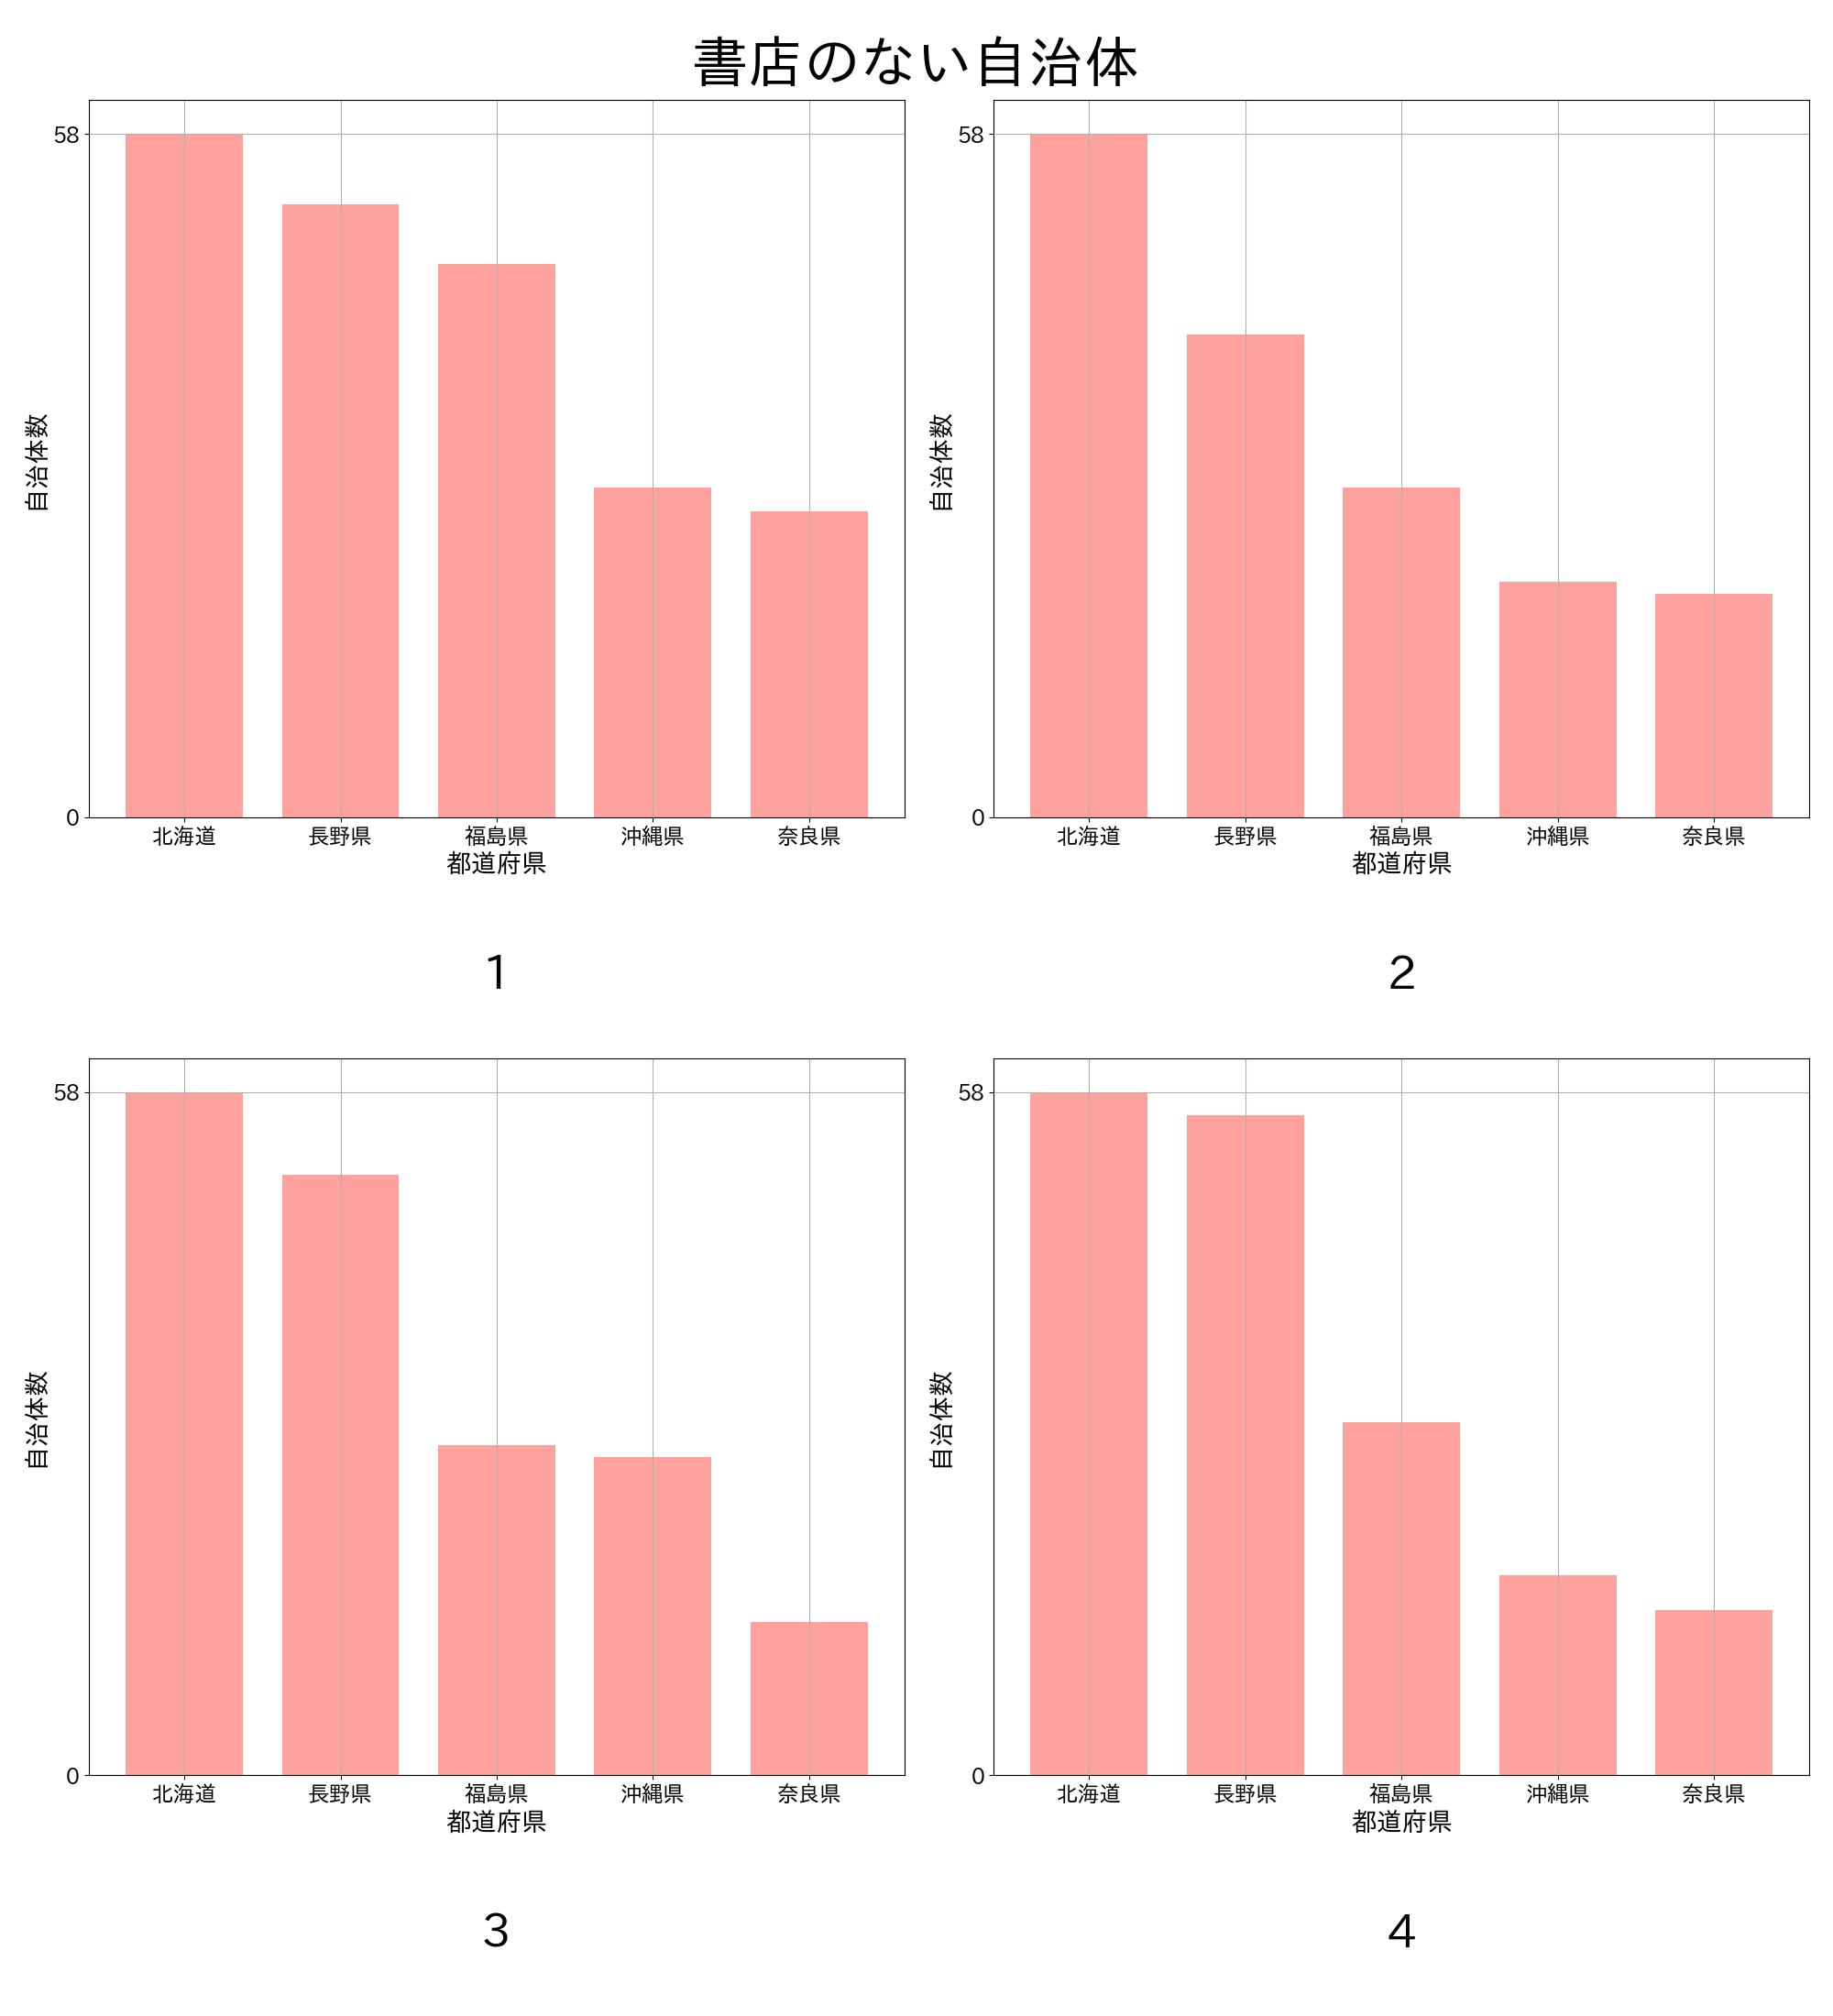 書店のない自治体
58
0
自治体数
北海道 長野県 福島県 沖縄県 奈良県
都道府県
1
58
0
自治体数
北海道 長野県 福島県 沖縄県 奈良県
都道府県
2
58
0
自治体数
北海道 長野県 福島県 沖縄県 奈良県
都道府県
3
58
0
自治体数
北海道 長野県 福島県 沖縄県 奈良県
都道府県
4